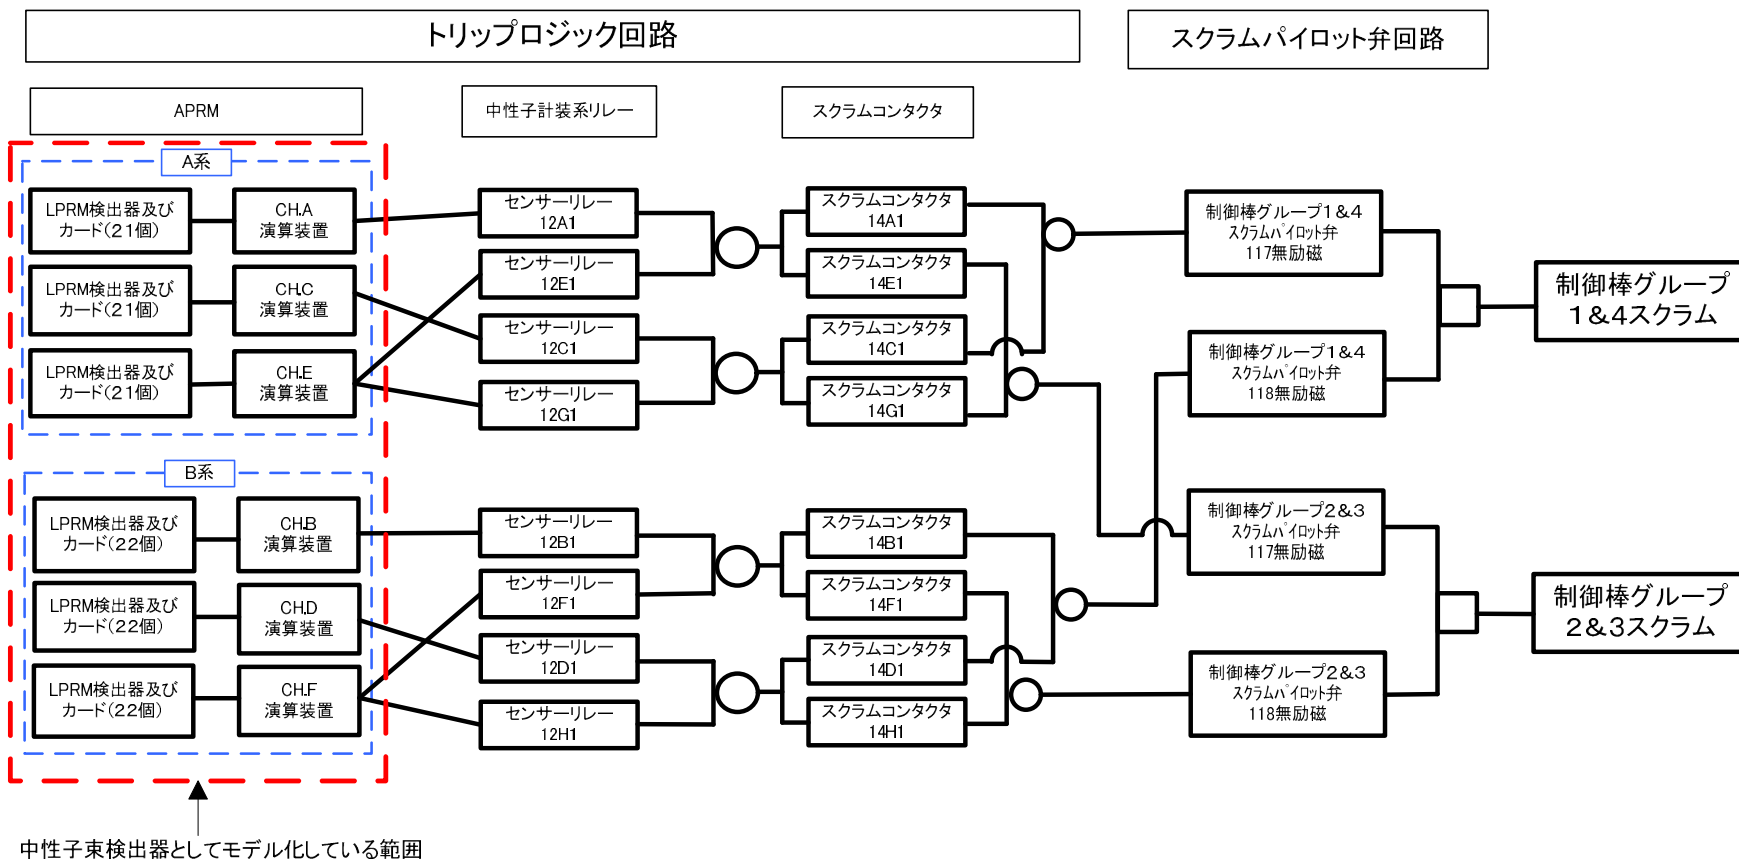 トリップロジック回路
スクラムパイロット弁回路
APRM
中性子計装系リレー
スクラムコンタクタ
A系
LPRM検出器及び
カード(21個)
CH.A
演算装置
LPRM検出器及び
カード(21個)
CH.C
演算装置
LPRM検出器及び
カード(21個)
CH.E
演算装置
B系
LPRM検出器及び
カード(22個)
CH.B
演算装置
LPRM検出器及び
カード(22個)
CH.D
演算装置
LPRM検出器及び
カード(22個)
CH.F
演算装置
センサーリレー
12A1
センサーリレー
12E1
センサーリレー
12C1
センサーリレー
12G1
センサーリレー
12B1
センサーリレー
12F1
センサーリレー
12D1
センサーリレー
12H1
スクラムコンタクタ
14A1
スクラムコンタクタ
14E1
スクラムコンタクタ
14C1
スクラムコンタクタ
14G1
スクラムコンタクタ
14B1
スクラムコンタクタ
14F1
スクラムコンタクタ
14D1
スクラムコンタクタ
14H1
制御棒グループ1&4
スクラムパイロット弁
117無励磁
制御棒グループ1&4
スクラムパイロット弁
118無励磁
制御棒グループ2&3
スクラムパイロット弁
117無励磁
制御棒グループ2&3
スクラムパイロット弁
118無励磁
制御棒グループ
1&4スクラム
制御棒グループ
2&3スクラム
中性子束検出器としてモデル化している範囲